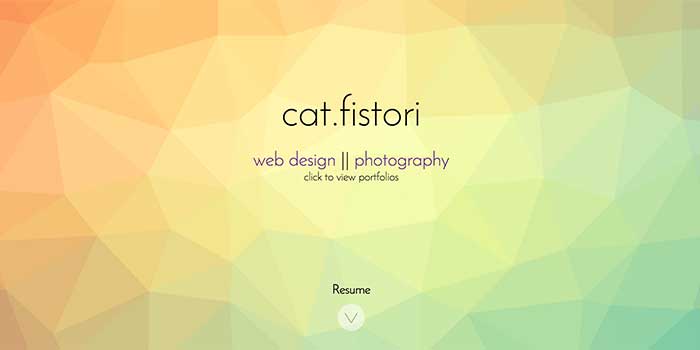 cat.fistori
web design || photography
click to view portfolios
Resume